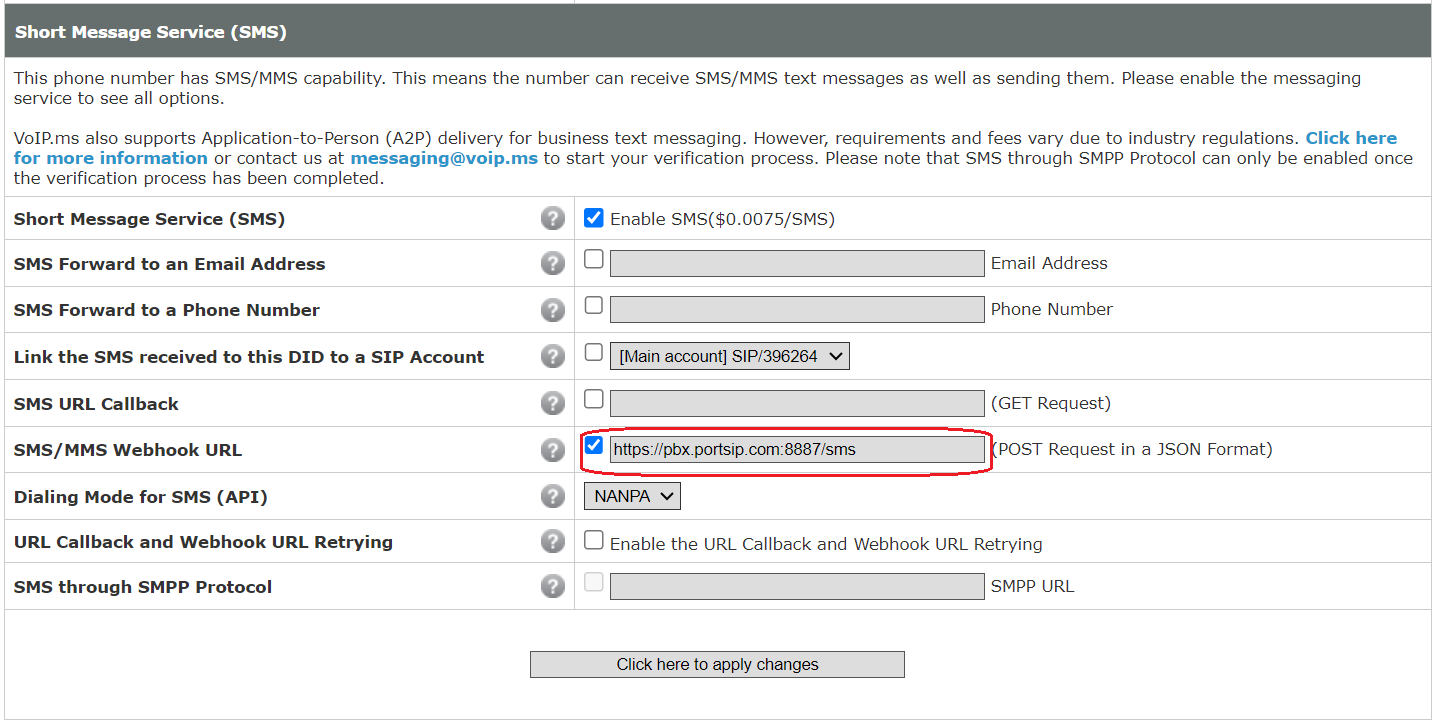 Short Message Service (SMS)
This phone number has SMS/MMS capability. This means the number can receive SMS/MMS text messages as well as sending them. Please enable the messaging
service to see all options.
VoIP.ms also supports Application-to-Person (A2P) delivery for business text messaging. However, requirements and fees vary due to industry regulations. Click here
for more information or contact us at messaging@voip.ms to start your verification process. Please note that SMS through SMPP Protocol can only be enabled once
the verification process has been completed.
Short Message Service (SMS) ? Enable SMS($0.0075/SMS)
SMS Forward to an Email Address ? Email Address
SMS Forward to a Phone Number ? Phone Number
Link the SMS received to this DID to a SIP Account ? [Main account] SIP/396264
SMS URL Callback ? (GET Request)
SMS/MMS Webhook URL ? https://pbx.portsip.com:8887/sms (POST Request in a JSON Format)
Dialing Mode for SMS (API) ? NANPA
URL Callback and Webhook URL Retrying ? Enable the URL Callback and Webhook URL Retrying
SMS through SMPP Protocol ? SMPP URL
Click here to apply changes